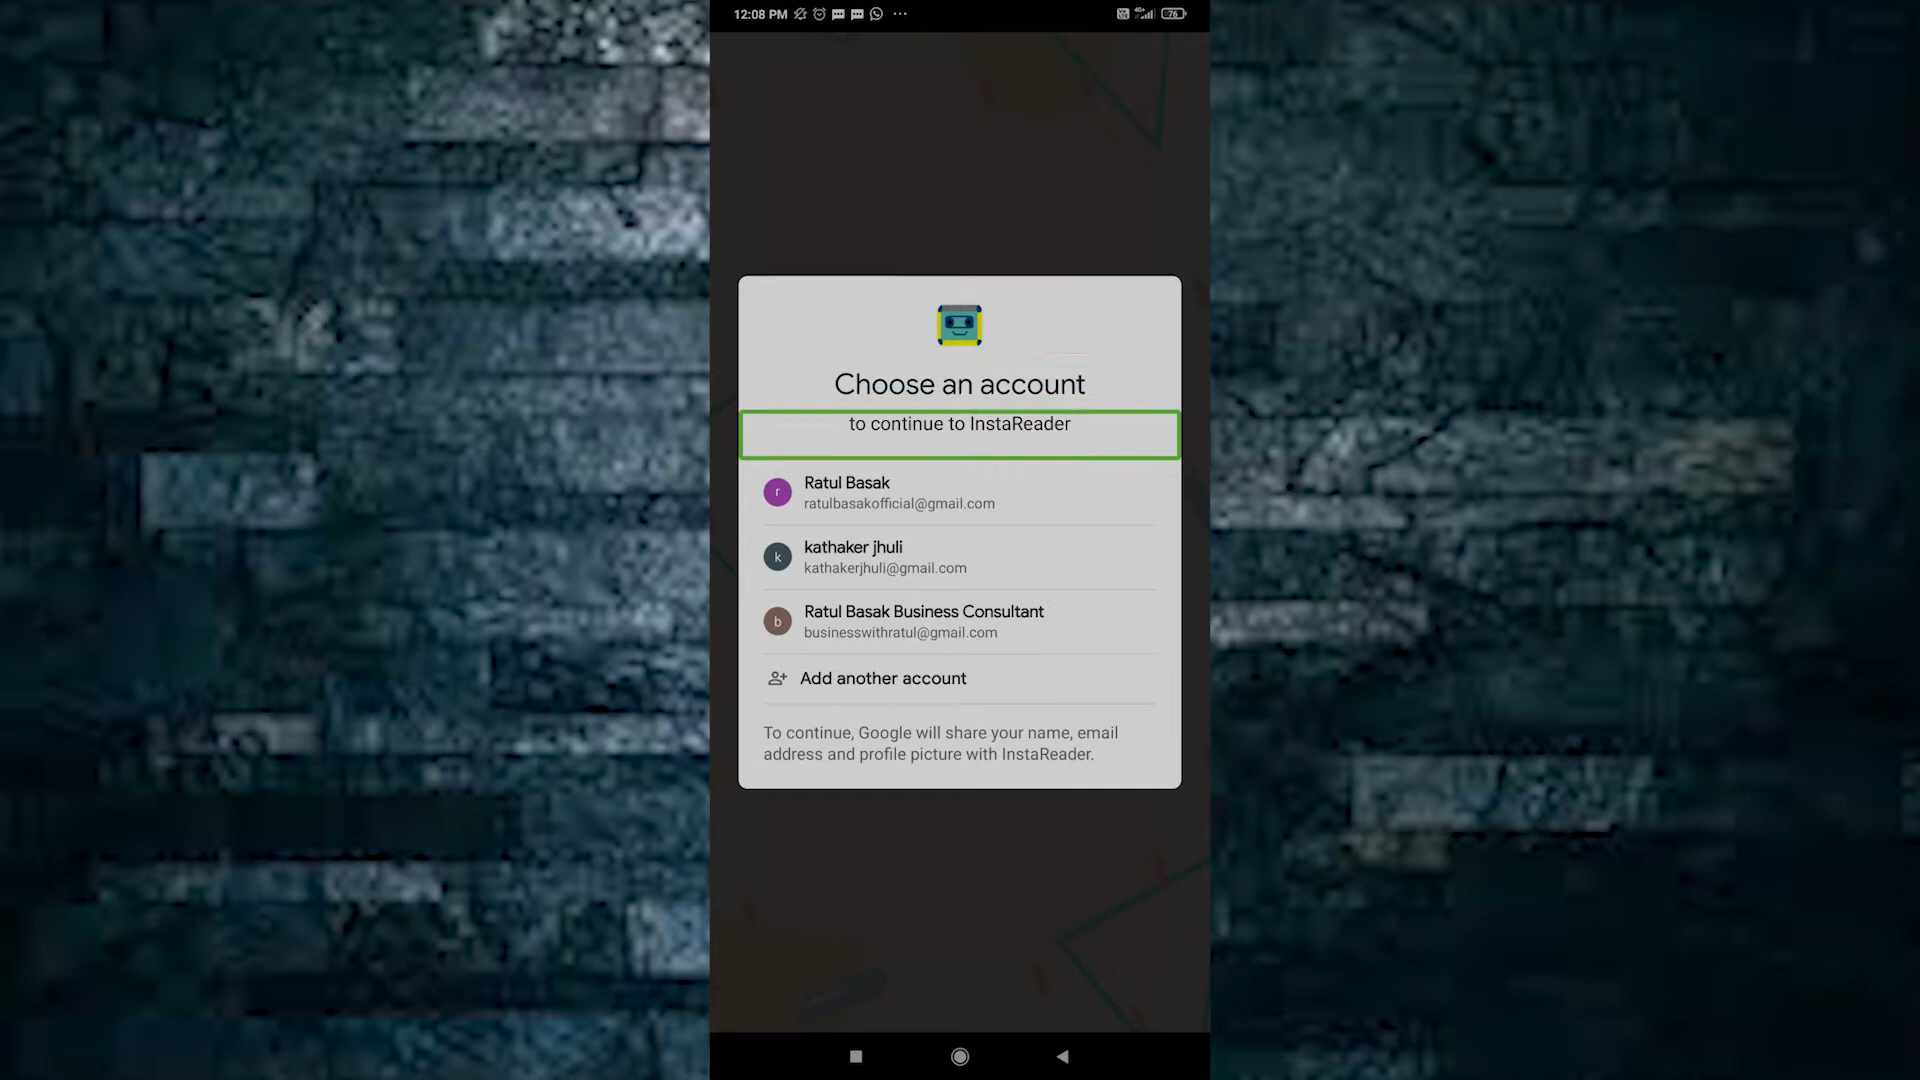 12:08 PM
76
Choose an account
to continue to InstaReader
r
Ratul Basak
ratulbasakofficial@gmail.com
k
kathaker jhuli
kathakerjhuli@gmail.com
b
Ratul Basak Business Consultant
businesswithratul@gmail.com
Add another account
To continue, Google will share your name, email
address and profile picture with InstaReader.